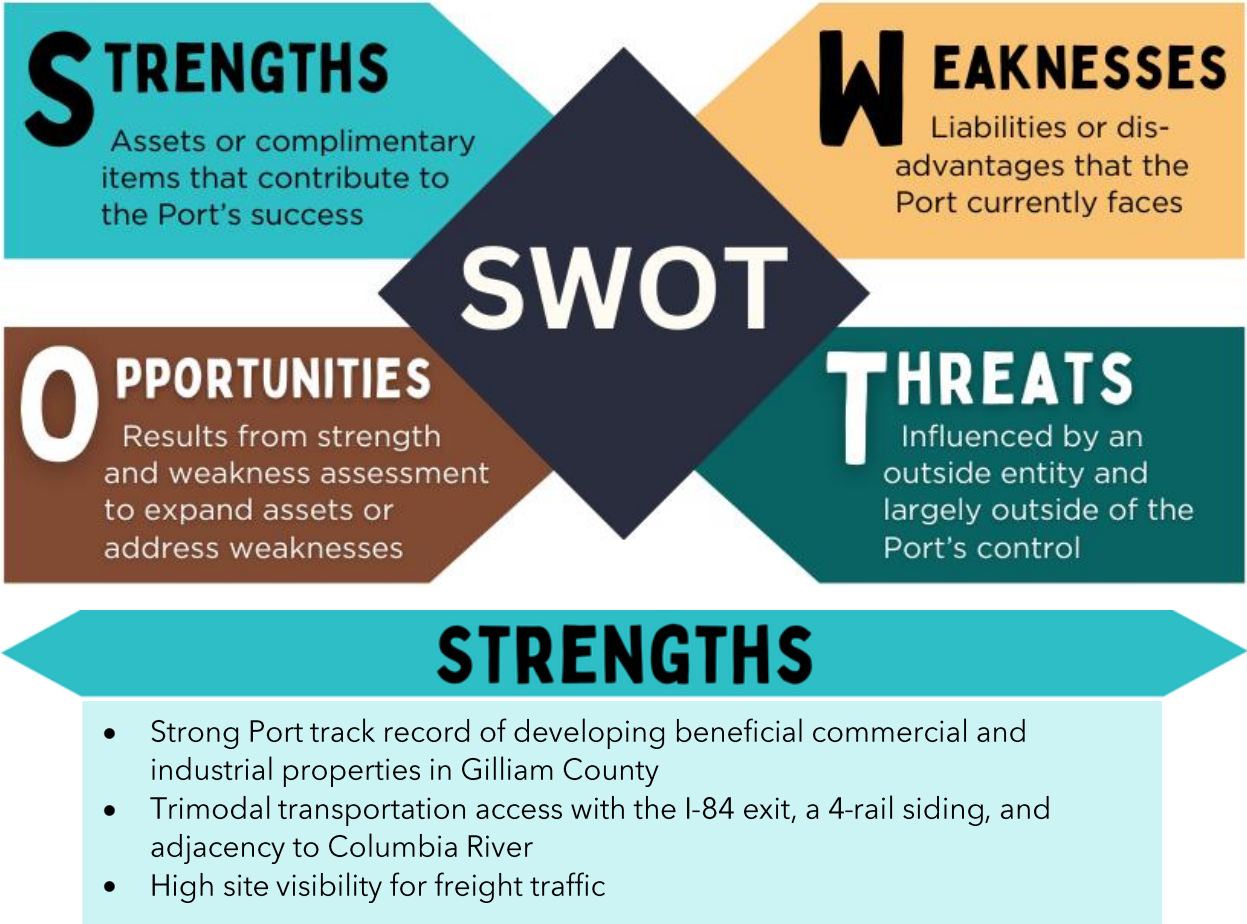 STRENGTHS
Assets or complimentary
items that contribute to
the Port's success
WEAKNESSES
Liabilities or dis-
advantages that the
Port currently faces
SWOT
OPPORTUNITIES
Results from strength
and weakness assessment
to expand assets or
address weaknesses
THREATS
Influenced by an
outside entity and
largely outside of the
Port's control
STRENGTHS
• Strong Port track record of developing beneficial commercial and
industrial properties in Gilliam County
• Trimodal transportation access with the I-84 exit, a 4-rail siding, and
adjacency to Columbia River
• High site visibility for freight traffic